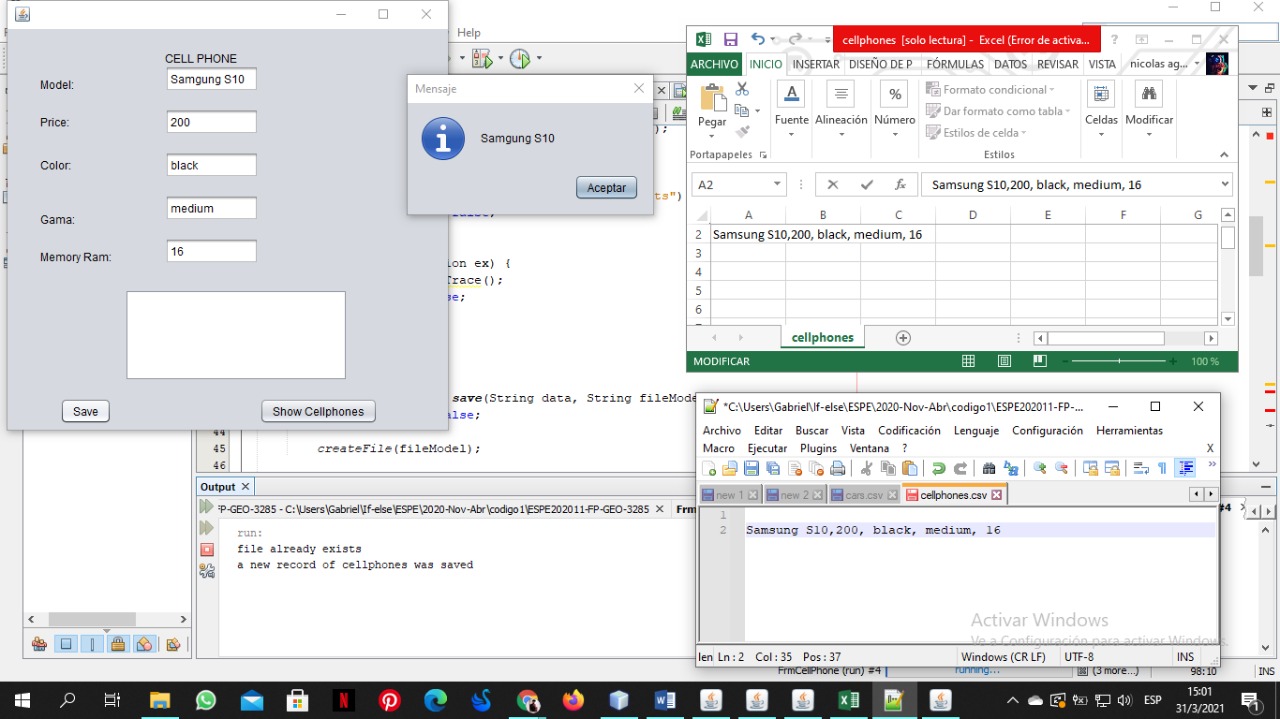 CELL PHONE
Model: Samgung S10
Price: 200
Color: black
Gama: medium
Memory Ram: 16
Save Show Cellphones
Help
Mensaje
Samgung S10
Aceptar
cellphones [solo lectura] - Excel (Error de activa...
ARCHIVO INICIO INSERTAR DISEÑO DE P FÓRMULAS DATOS REVISAR VISTA nicolas ag...
Pegar Fuente Alineación Número
Formato condicional
Dar formato como tabla
Estilos de celda
Celdas Modificar
Portapapeles Estilos
A2 fx Samsung S10,200, black, medium, 16
A B C D E F G
2 Samsung S10,200, black, medium, 16
3
4
5
6
cellphones
MODIFICAR 100 %
);
ts")
ion ex) {
Trace();
se;
save(String data, String fileMode
alse;
44
45 createFile(fileModel);
46
Output
'P-GEO-3285 - C:\Users\Gabriel\If-else\ESPE\2020-Nov-Abr\codigo1\ESPE202011-FP-GEO-3285 Frm #4
run:
file already exists
a new record of cellphones was saved
*C:\Users\Gabriel\If-else\ESPE\2020-Nov-Abr\codigo1\ESPE202011-FP-...
Archivo Editar Buscar Vista Codificación Lenguaje Configuración Herramientas
Macro Ejecutar Plugins Ventana ? X
new 1 new 2 cars.csv cellphones.csv
1
2 Samsung S10,200, black, medium, 16
Activar Windows
Ve a Configuración para activar Windows.
len Ln : 2 Col : 35 Pos : 37 Windows (CR LF) UTF-8 INS
FrmCellPhone (run) #4 running... (3 more...) 98:10 INS
ESP
15:01
31/3/2021
1